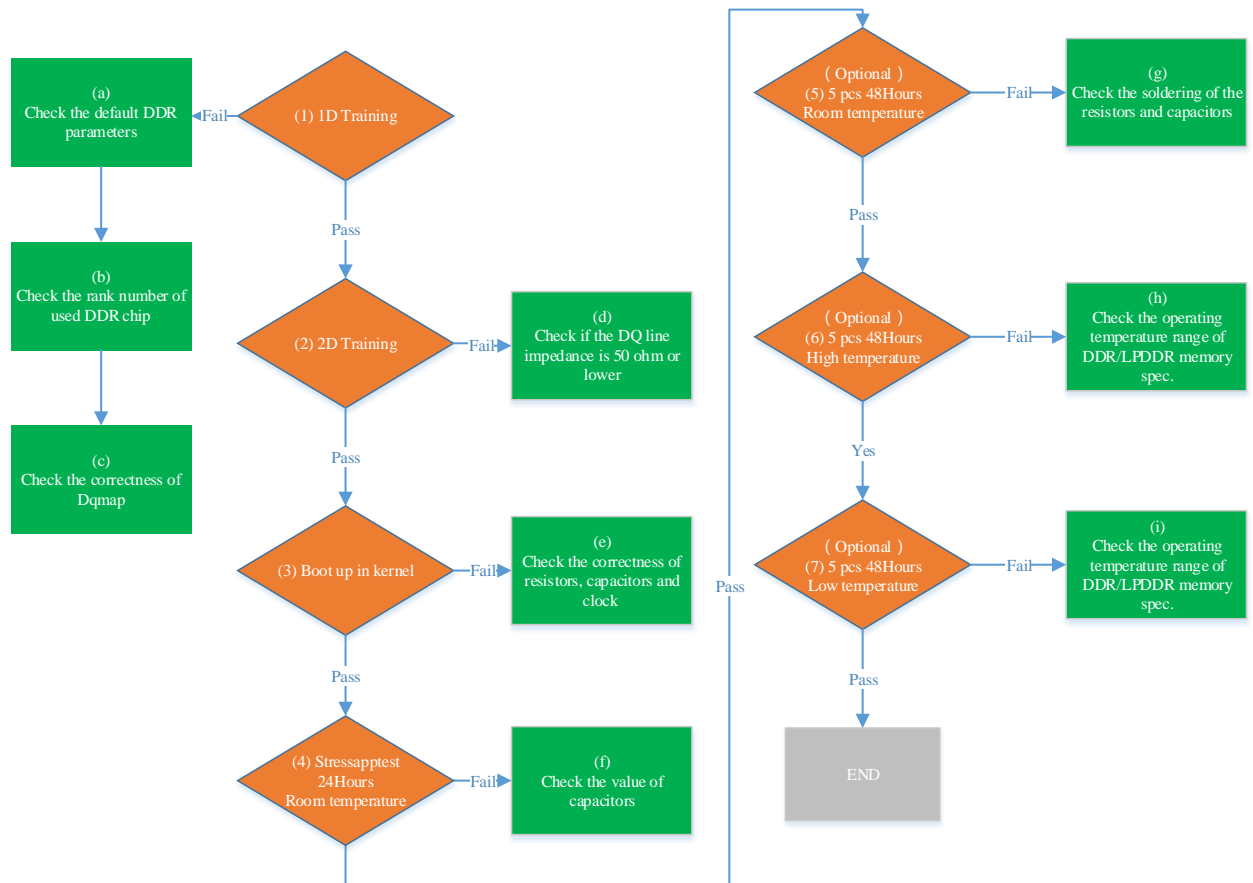 (a)
Check the default DDR
parameters
Fail
(1) 1D Training
Pass
(b)
Check the rank number of
used DDR chip
(2) 2D Training
Fail
(d)
Check if the DQ line
impedance is 50 ohm or
lower
Pass
(c)
Check the correctness of
Dqmap
(3) Boot up in kernel
Fail
(e)
Check the correctness of
resistors, capacitors and
clock
Pass
(4) Stressapptest
24Hours
Room temperature
Fail
(f)
Check the value of
capacitors
Pass
( Optional )
(5) 5 pcs 48Hours
Room temperature
Fail
(g)
Check the soldering of the
resistors and capacitors
Pass
( Optional )
(6) 5 pcs 48Hours
High temperature
Fail
(h)
Check the operating
temperature range of
DDR/LPDDR memory
spec.
Yes
( Optional )
(7) 5 pcs 48Hours
Low temperature
Fail
(i)
Check the operating
temperature range of
DDR/LPDDR memory
spec.
Pass
END